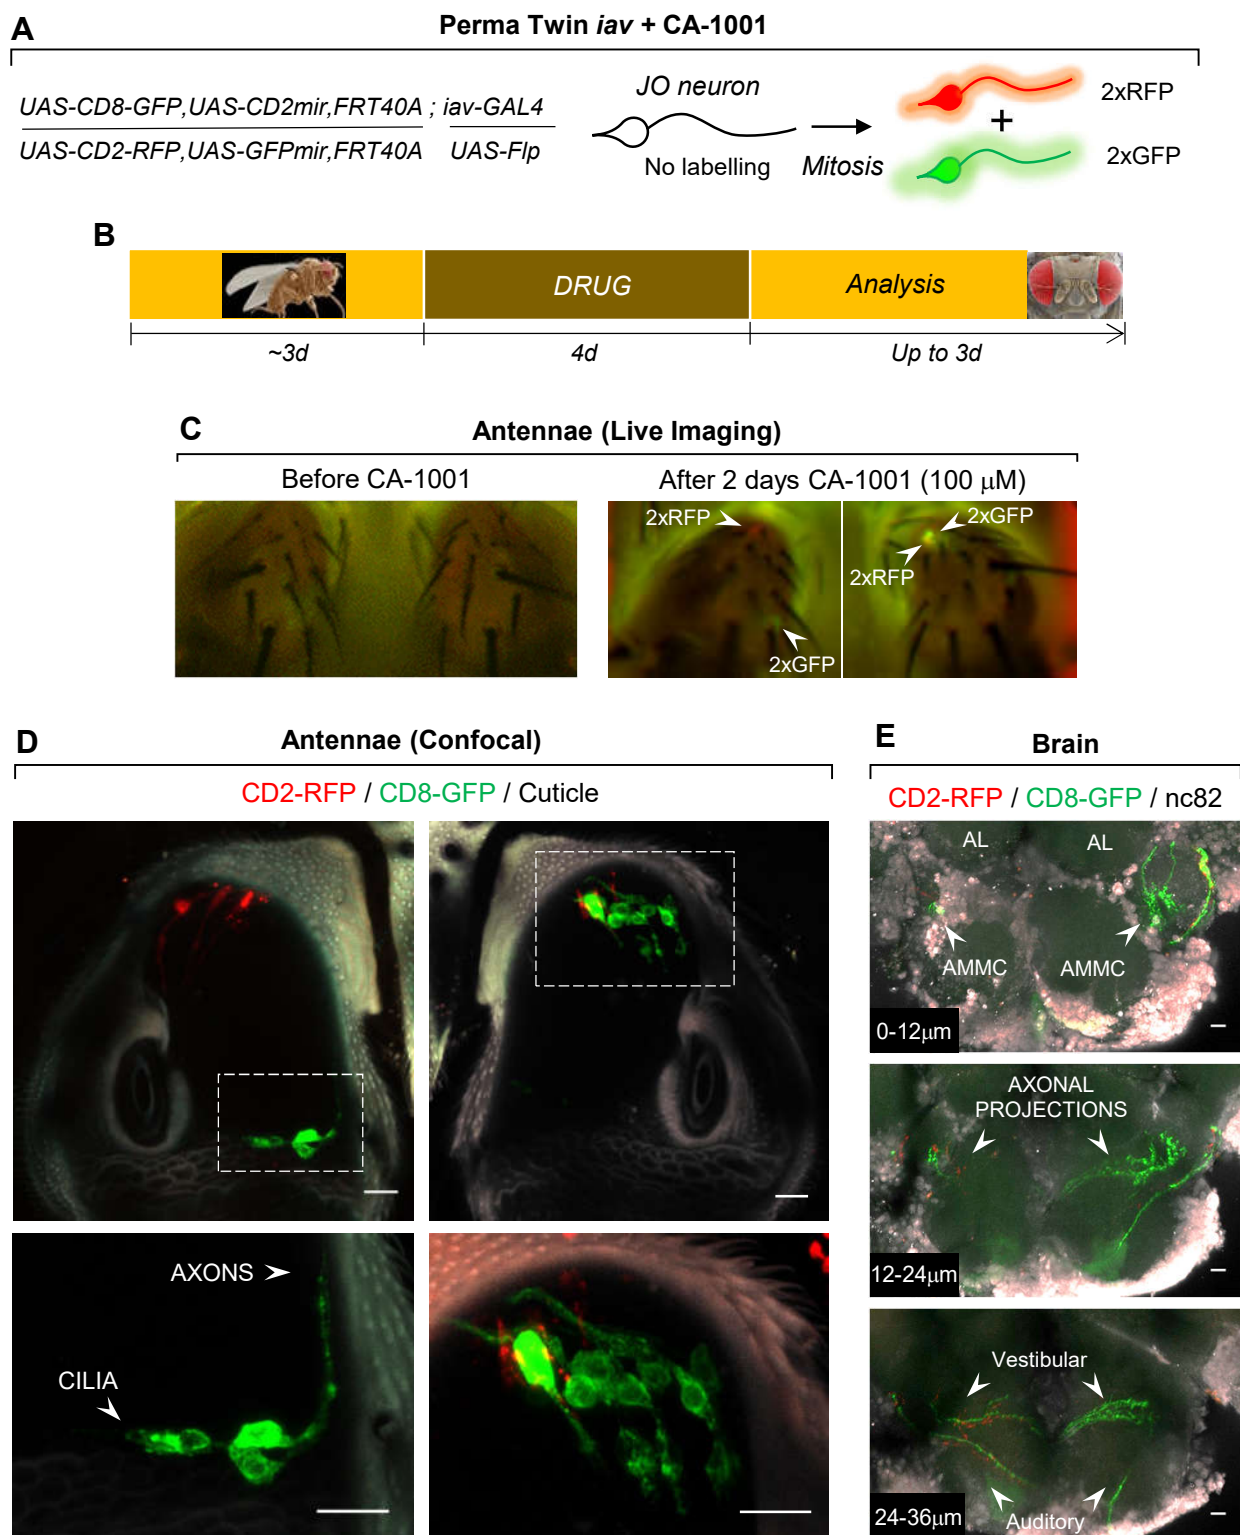 A
Perma Twin iav + CA-1001
UAS-CD8-GFP,UAS-CD2mir,FRT40A ; iav-GAL4
UAS-CD2-RFP,UAS-GFPmir,FRT40A UAS-Flp
JO neuron
No labelling
Mitosis
2xRFP
+
2xGFP
B
DRUG
Analysis
~3d
4d
Up to 3d
C
Antennae (Live Imaging)
Before CA-1001
After 2 days CA-1001 (100 μM)
2xRFP
2xGFP
2xGFP
2xRFP
D
Antennae (Confocal)
CD2-RFP / CD8-GFP / Cuticle
AXONS
CILIA
E
Brain
CD2-RFP / CD8-GFP / nc82
AL
AL
AMMC
AMMC
0-12μm
AXONAL
PROJECTIONS
12-24μm
Vestibular
Auditory
24-36μm